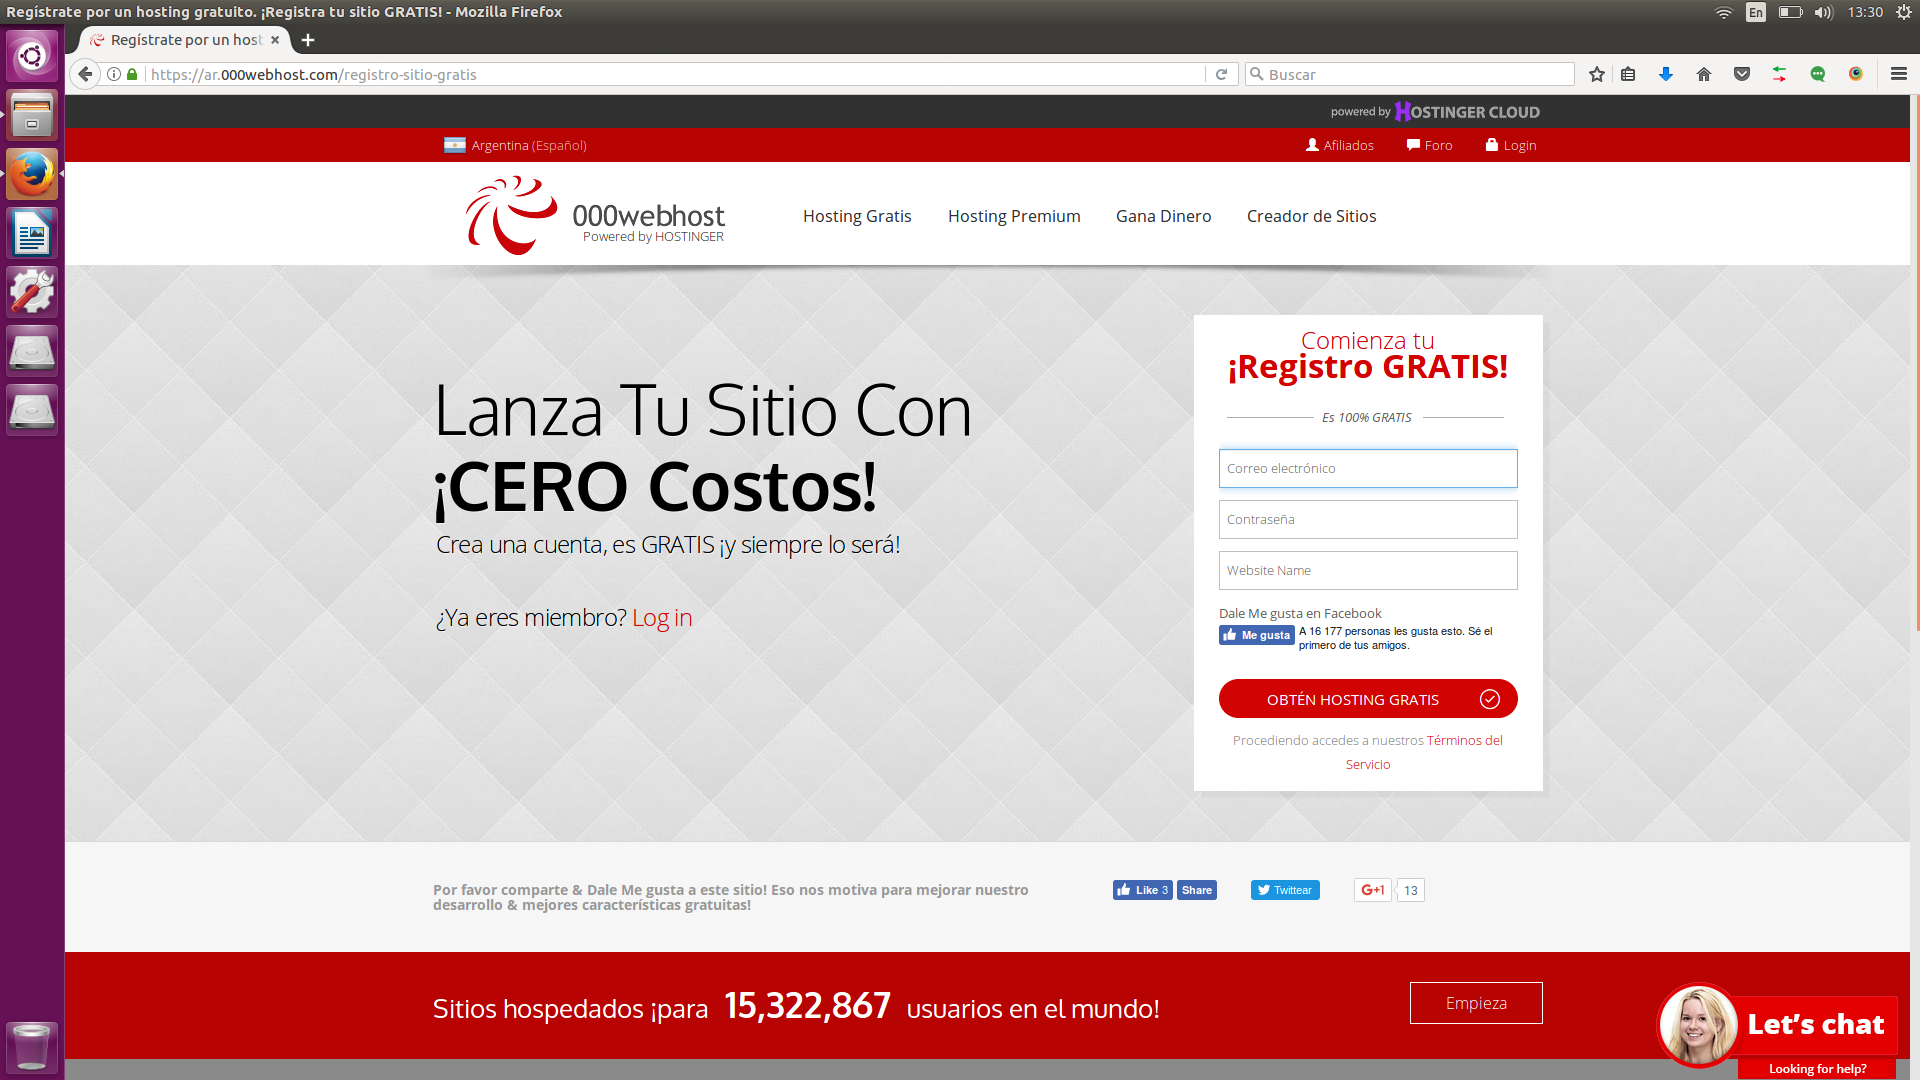 Regístrate por un hosting gratuito. ¡Registra tu sitio GRATIS! - Mozilla Firefox
En
13:30
Regístrate por un host
https://ar.000webhost.com/registro-sitio-gratis
Buscar
powered by HOSTINGER CLOUD
Argentina (Español)
Afiliados
Foro
Login
000webhost
Powered by HOSTINGER
Hosting Gratis
Hosting Premium
Gana Dinero
Creador de Sitios
Lanza Tu Sitio Con
¡CERO Costos!
Crea una cuenta, es GRATIS ¡y siempre lo será!
¿Ya eres miembro? Log in
Comienza tu
¡Registro GRATIS!
Es 100% GRATIS
Correo electrónico
Contraseña
Website Name
Dale Me gusta en Facebook
Me gusta
A 16 177 personas les gusta esto. Sé el
primero de tus amigos.
OBTÉN HOSTING GRATIS
Procediendo accedes a nuestros Términos del
Servicio
Por favor comparte & Dale Me gusta a este sitio! Eso nos motiva para mejorar nuestro
desarrollo & mejores características gratuitas!
Like 3
Share
Twittear
G+1
13
Sitios hospedados ¡para 15,322,867 usuarios en el mundo!
Empieza
Let's chat
Looking for help?